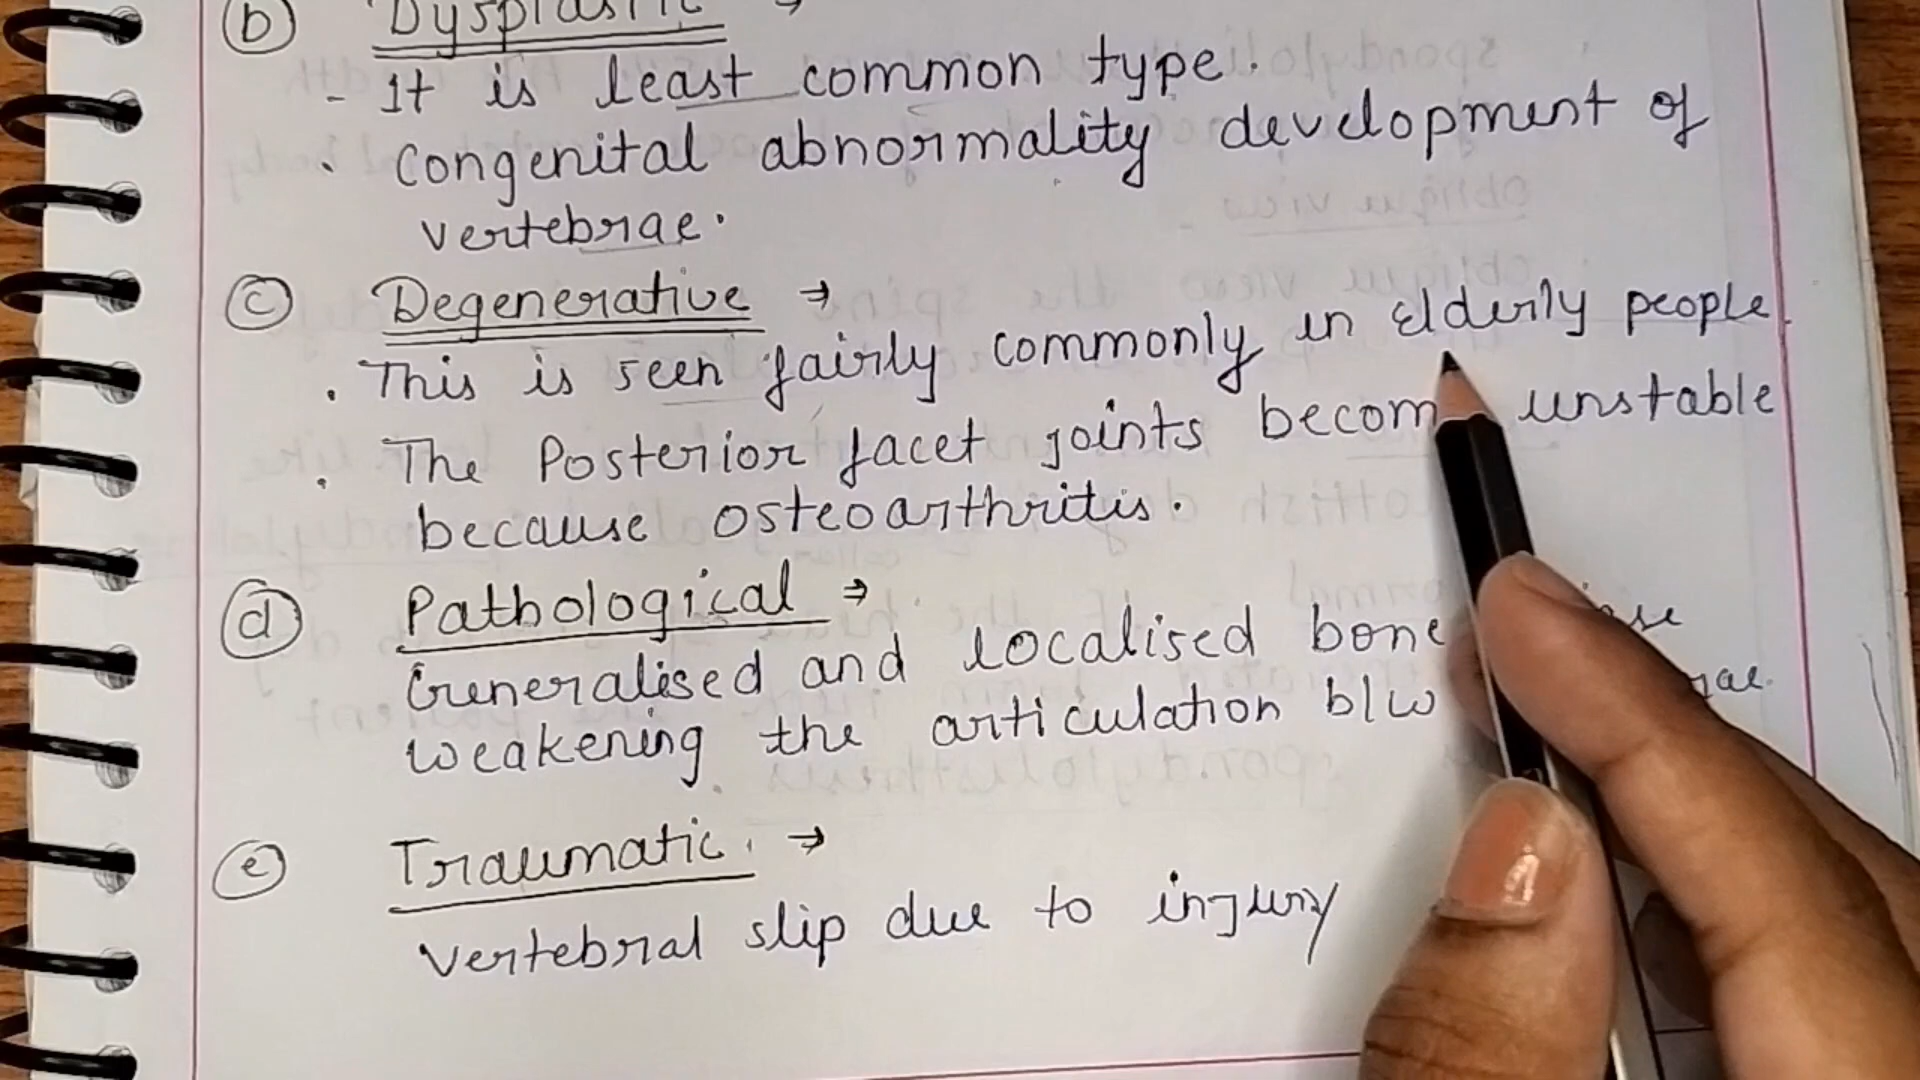 b Dysplastic →
- It is least common type.
. Congenital abnormality development of
vertebrae.
c Degenerative →
. This is seen fairly commonly in elderly people
. The Posterior facet joints becom unstable
because osteoarthritis.
d Pathological →
Generalised and localised bone
weakening the articulation b/w
e Traumatic. →
vertebral slip due to injury